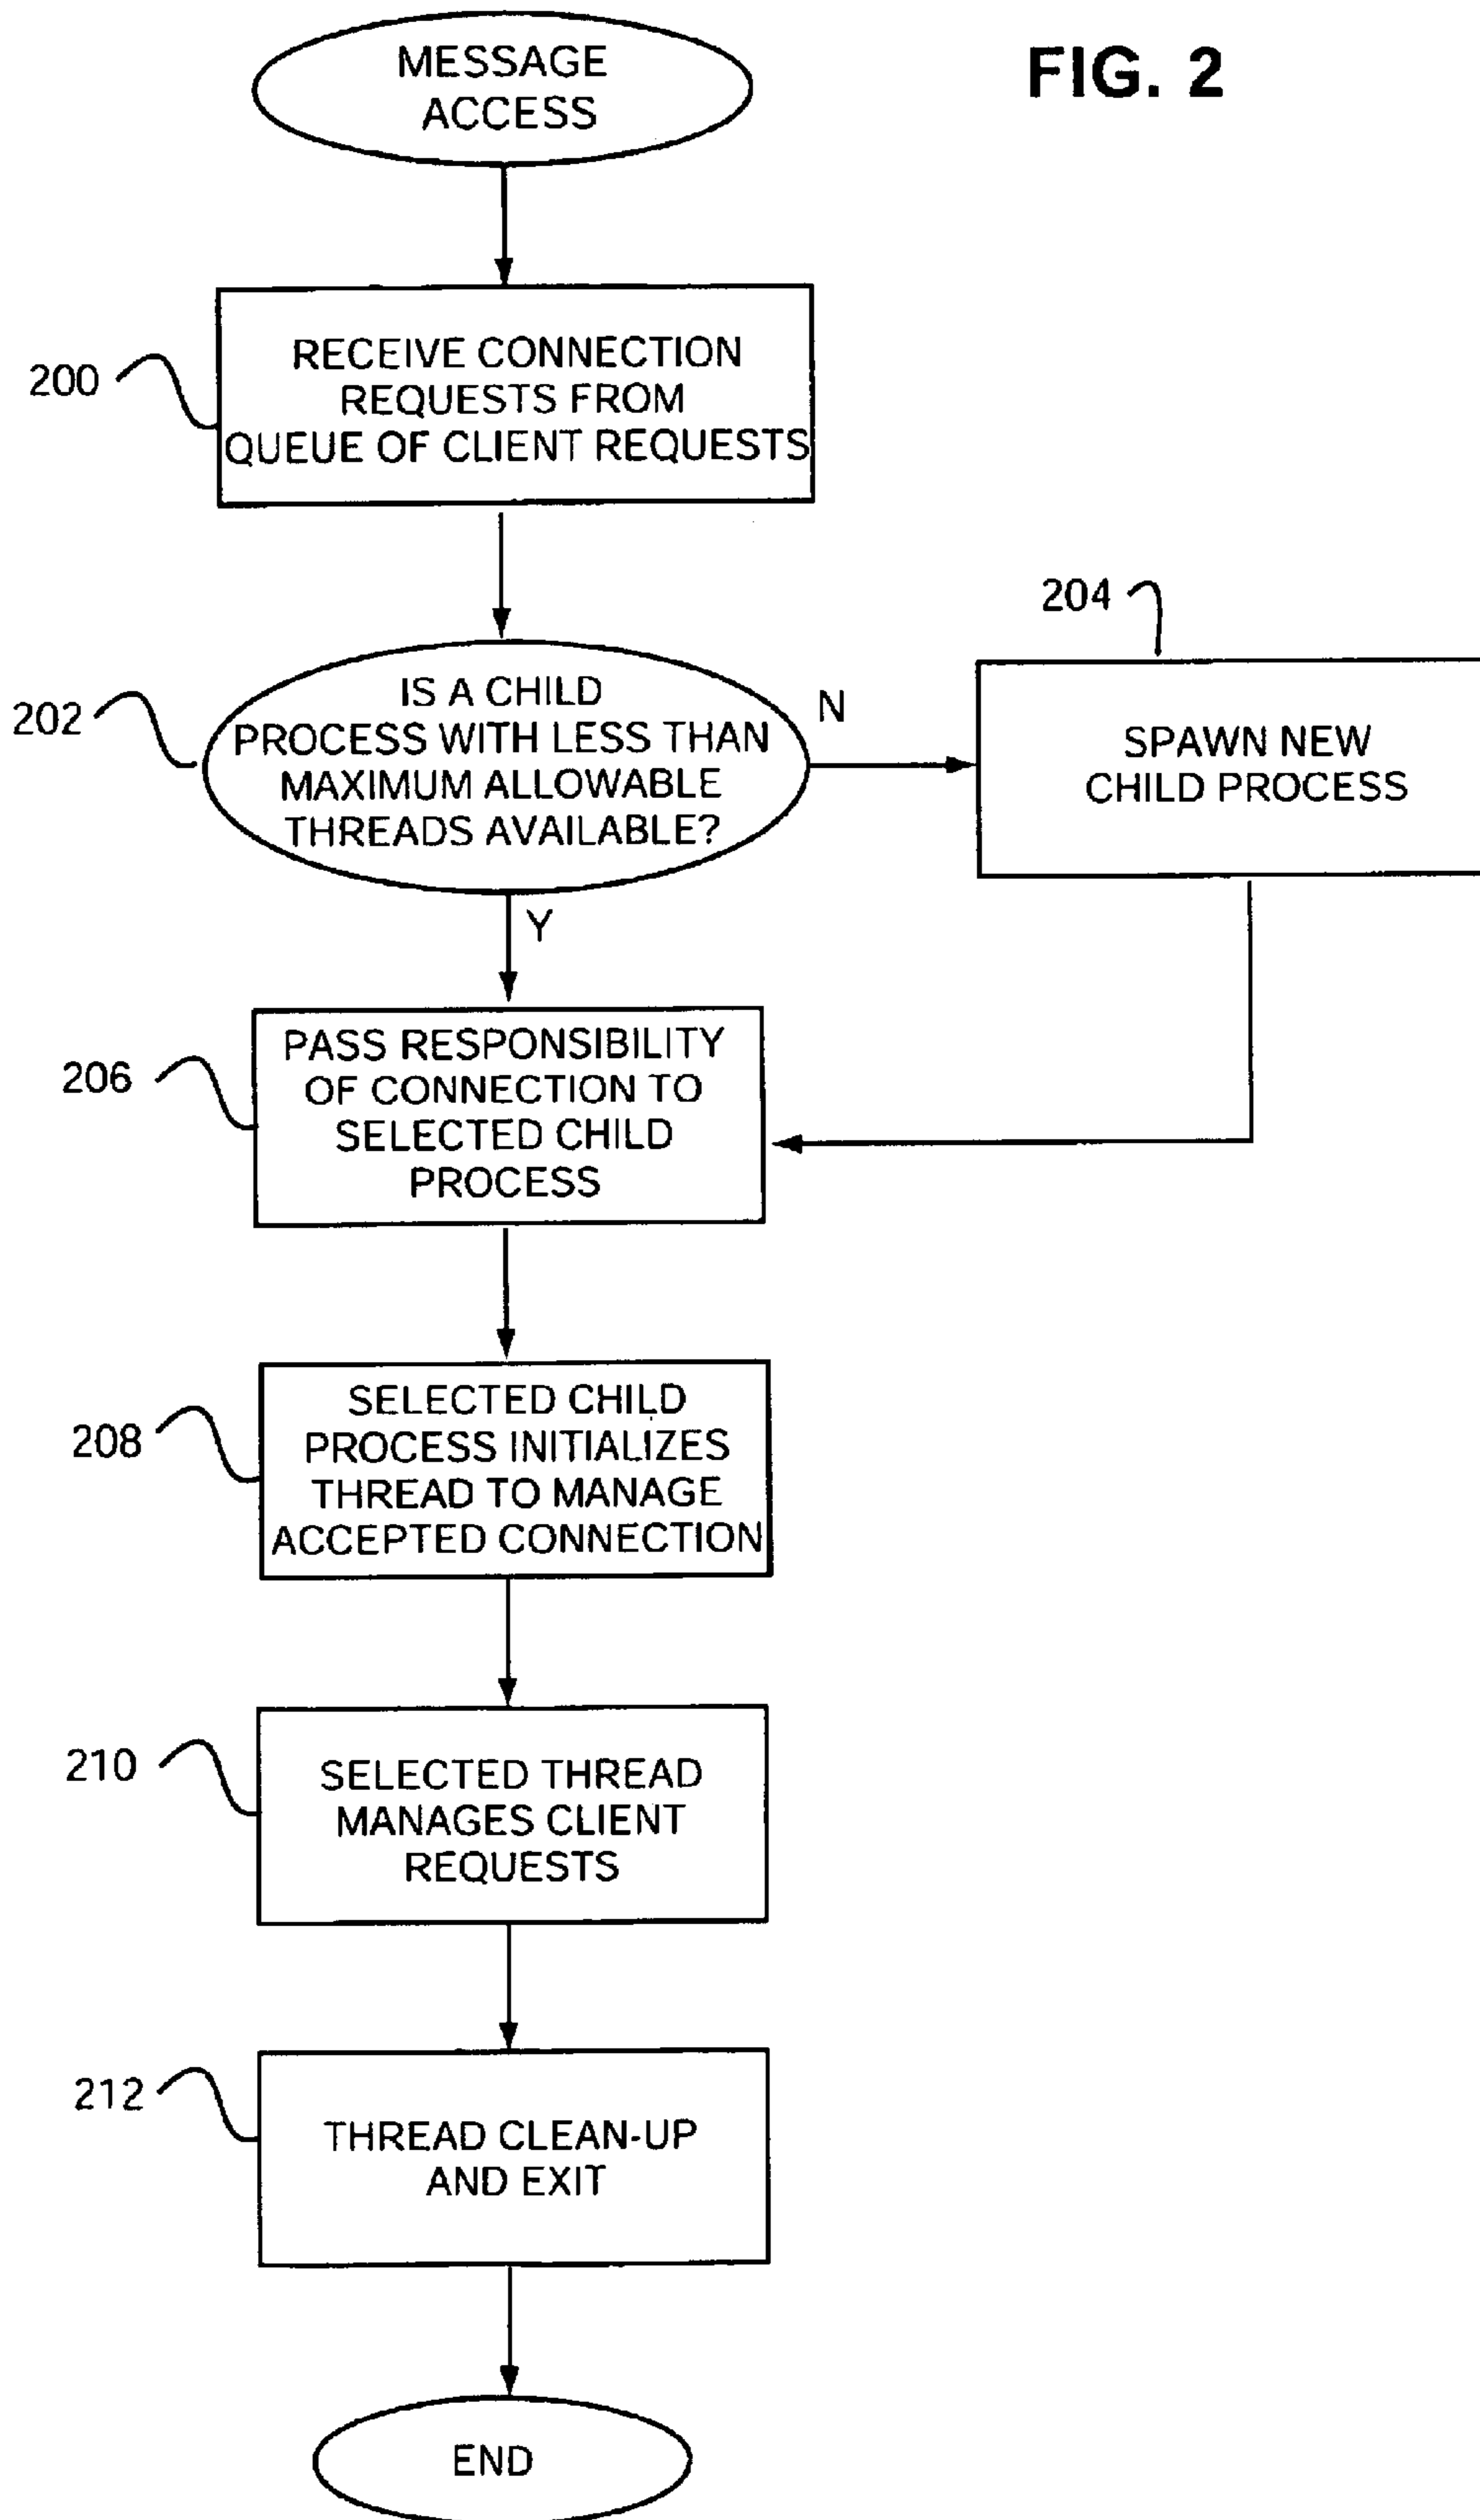 MESSAGE
ACCESS
FIG. 2
200
RECEIVE CONNECTION
REQUESTS FROM
QUEUE OF CLIENT REQUESTS
202
IS A CHILD
PROCESS WITH LESS THAN
MAXIMUM ALLOWABLE
THREADS AVAILABLE?
N
204
SPAWN NEW
CHILD PROCESS
Y
206
PASS RESPONSIBILITY
OF CONNECTION TO
SELECTED CHILD
PROCESS
208
SELECTED CHILD
PROCESS INITIALIZES
THREAD TO MANAGE
ACCEPTED CONNECTION
210
SELECTED THREAD
MANAGES CLIENT
REQUESTS
212
THREAD CLEAN-UP
AND EXIT
END